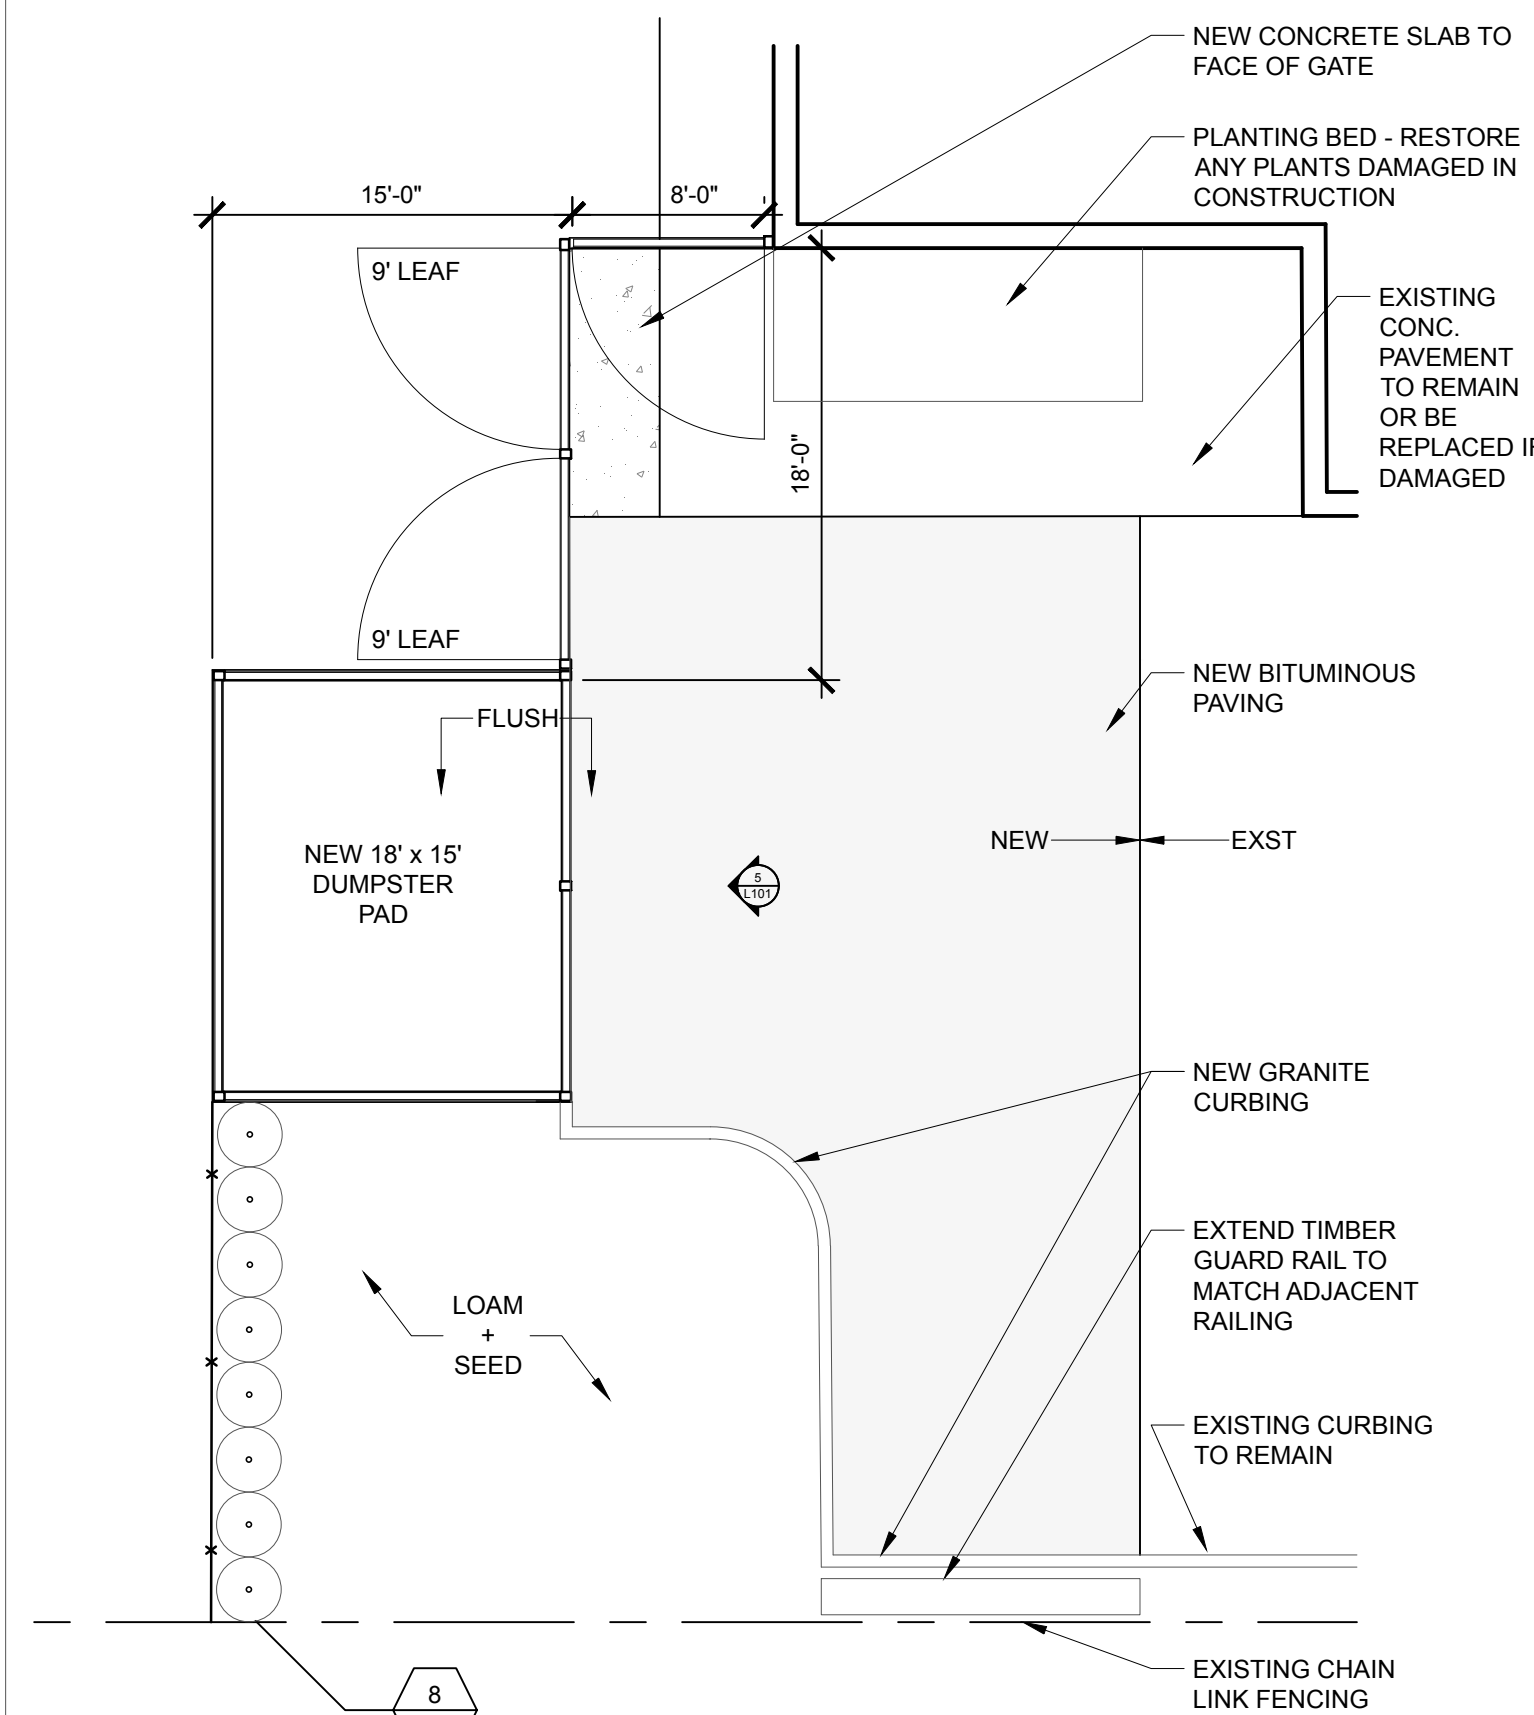 NEW CONCRETE SLAB TO
FACE OF GATE
PLANTING BED - RESTORE
ANY PLANTS DAMAGED IN
CONSTRUCTION
15'-0"
8'-0"
9' LEAF
EXISTING
CONC.
PAVEMENT
TO REMAIN
OR BE
REPLACED IF
DAMAGED
18'-0"
9' LEAF
NEW BITUMINOUS
PAVING
FLUSH
NEW
EXST
NEW 18' x 15'
DUMPSTER
PAD
5
L101
NEW GRANITE
CURBING
EXTEND TIMBER
GUARD RAIL TO
MATCH ADJACENT
RAILING
LOAM
+
SEED
EXISTING CURBING
TO REMAIN
EXISTING CHAIN
LINK FENCING
8